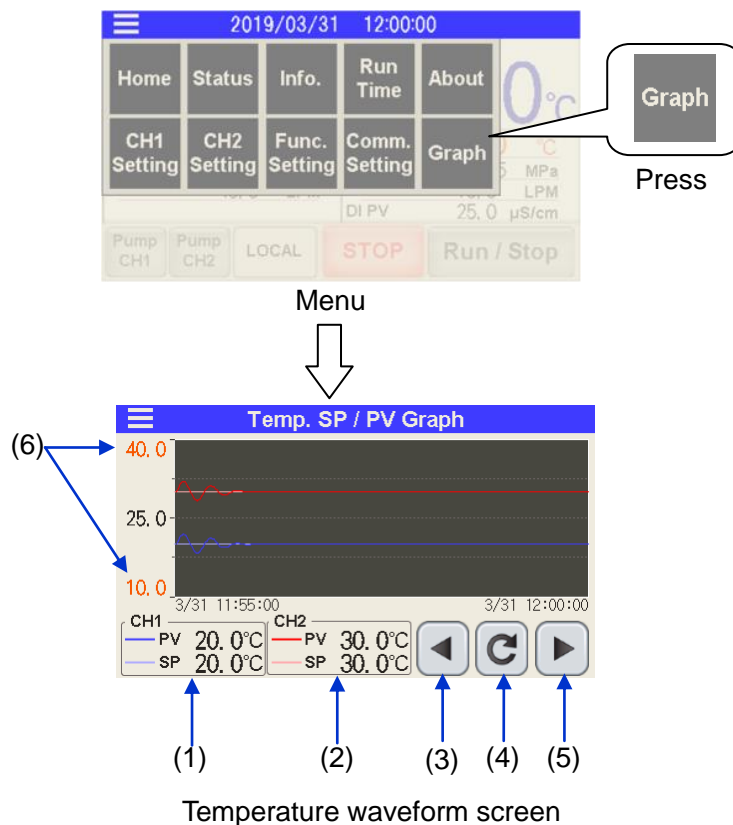 2019/03/31 12:00:00
Home Status Info. Run Time About
CH1 Setting CH2 Setting Func. Setting Comm. Setting Graph
0℃
0 ℃
5 MPa
LPM
DI PV 25.0 μS/cm
Pump CH1 Pump CH2 LOCAL STOP Run / Stop
Graph
Press
Menu
Temp. SP / PV Graph
(6)
40.0
25.0
10.0
3/31 11:55:00 3/31 12:00:00
CH1 CH2
PV 20.0℃ PV 30.0℃
SP 20.0℃ SP 30.0℃
(1) (2) (3) (4) (5)
Temperature waveform screen